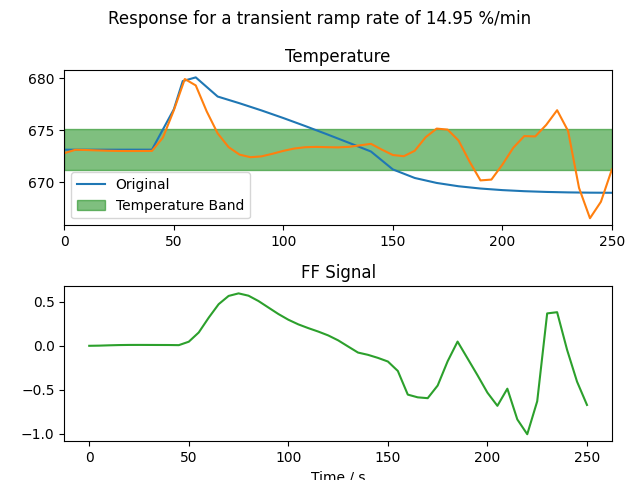 Response for a transient ramp rate of 14.95 %/min
Temperature
680
675
670
Original
Temperature Band
0 50 100 150 200 250
FF Signal
0.5
0.0
−0.5
−1.0
0 50 100 150 200 250
Time / s